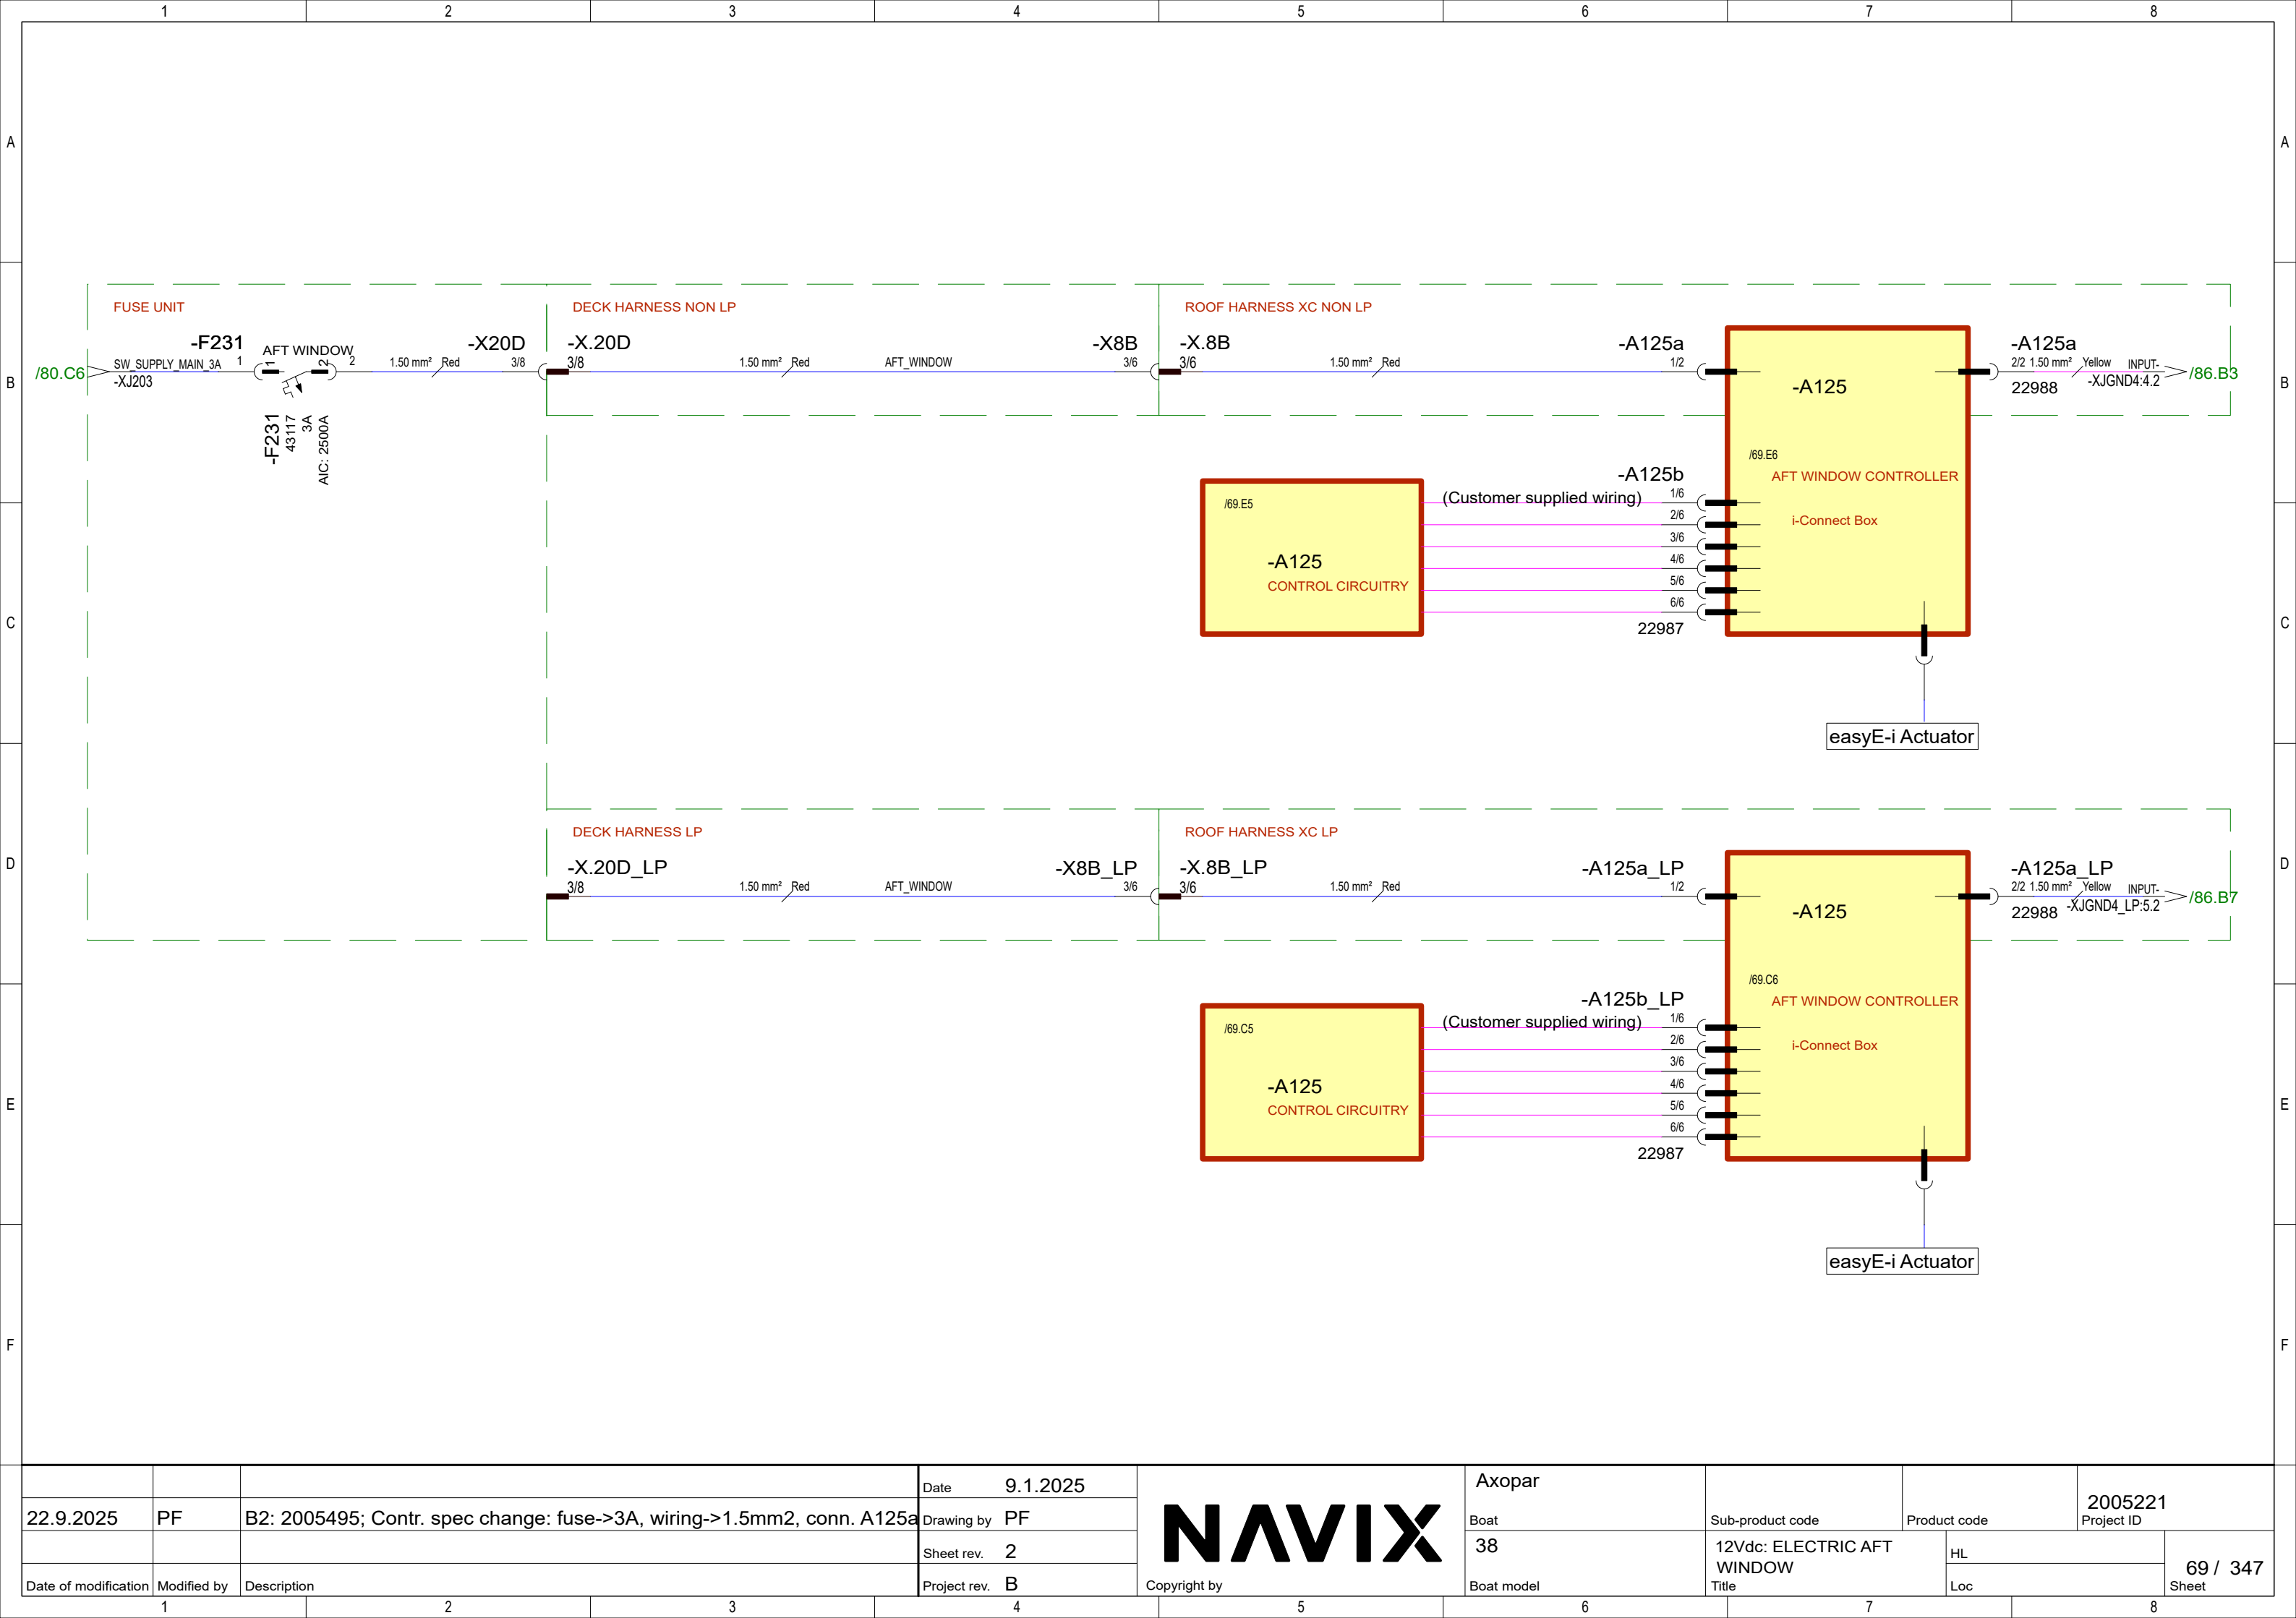 1 2 3 4 5 6 7 8
A A
FUSE UNIT DECK HARNESS NON LP ROOF HARNESS XC NON LP
-F231 -X20D -X.20D -X8B -X.8B -A125a -A125a
AFT WINDOW
/80.C6 SW_SUPPLY_MAIN_3A 1 1 2 2 1.50 mm² Red 3/8 3/8 1.50 mm² Red AFT_WINDOW 3/6 3/6 1.50 mm² Red 1/2 2/2 1.50 mm² Yellow INPUT- /86.B3
-XJ203 -XJGND4:4.2
B -A125 22988 B
-F231
43117
3A
AIC: 2500A
/69.E6
-A125b AFT WINDOW CONTROLLER
(Customer supplied wiring) 1/6
/69.E5 2/6 i-Connect Box
3/6
-A125 4/6
CONTROL CIRCUITRY 5/6
6/6
C 22987 C
easyE-i Actuator
DECK HARNESS LP ROOF HARNESS XC LP
D D
-X.20D_LP -X8B_LP -X.8B_LP -A125a_LP -A125a_LP
3/8 1.50 mm² Red AFT_WINDOW 3/6 3/6 1.50 mm² Red 1/2 2/2 1.50 mm² Yellow INPUT- /86.B7
-XJGND4_LP:5.2
-A125 22988
/69.C6
-A125b_LP AFT WINDOW CONTROLLER
(Customer supplied wiring) 1/6
/69.C5 2/6 i-Connect Box
3/6
-A125 4/6
E CONTROL CIRCUITRY 5/6 E
6/6
22987
easyE-i Actuator
F F
Date 9.1.2025
22.9.2025 PF B2: 2005495; Contr. spec change: fuse->3A, wiring->1.5mm2, conn. A125a
Drawing by PF
Sheet rev. 2
Project rev. B
Date of modification Modified by Description
NAVIX
Copyright by
Axopar
Boat
38
Boat model
Sub-product code
Product code
2005221
Project ID
12Vdc: ELECTRIC AFT
WINDOW
Title
HL
Loc
69 / 347
Sheet
1 2 3 4 5 6 7 8